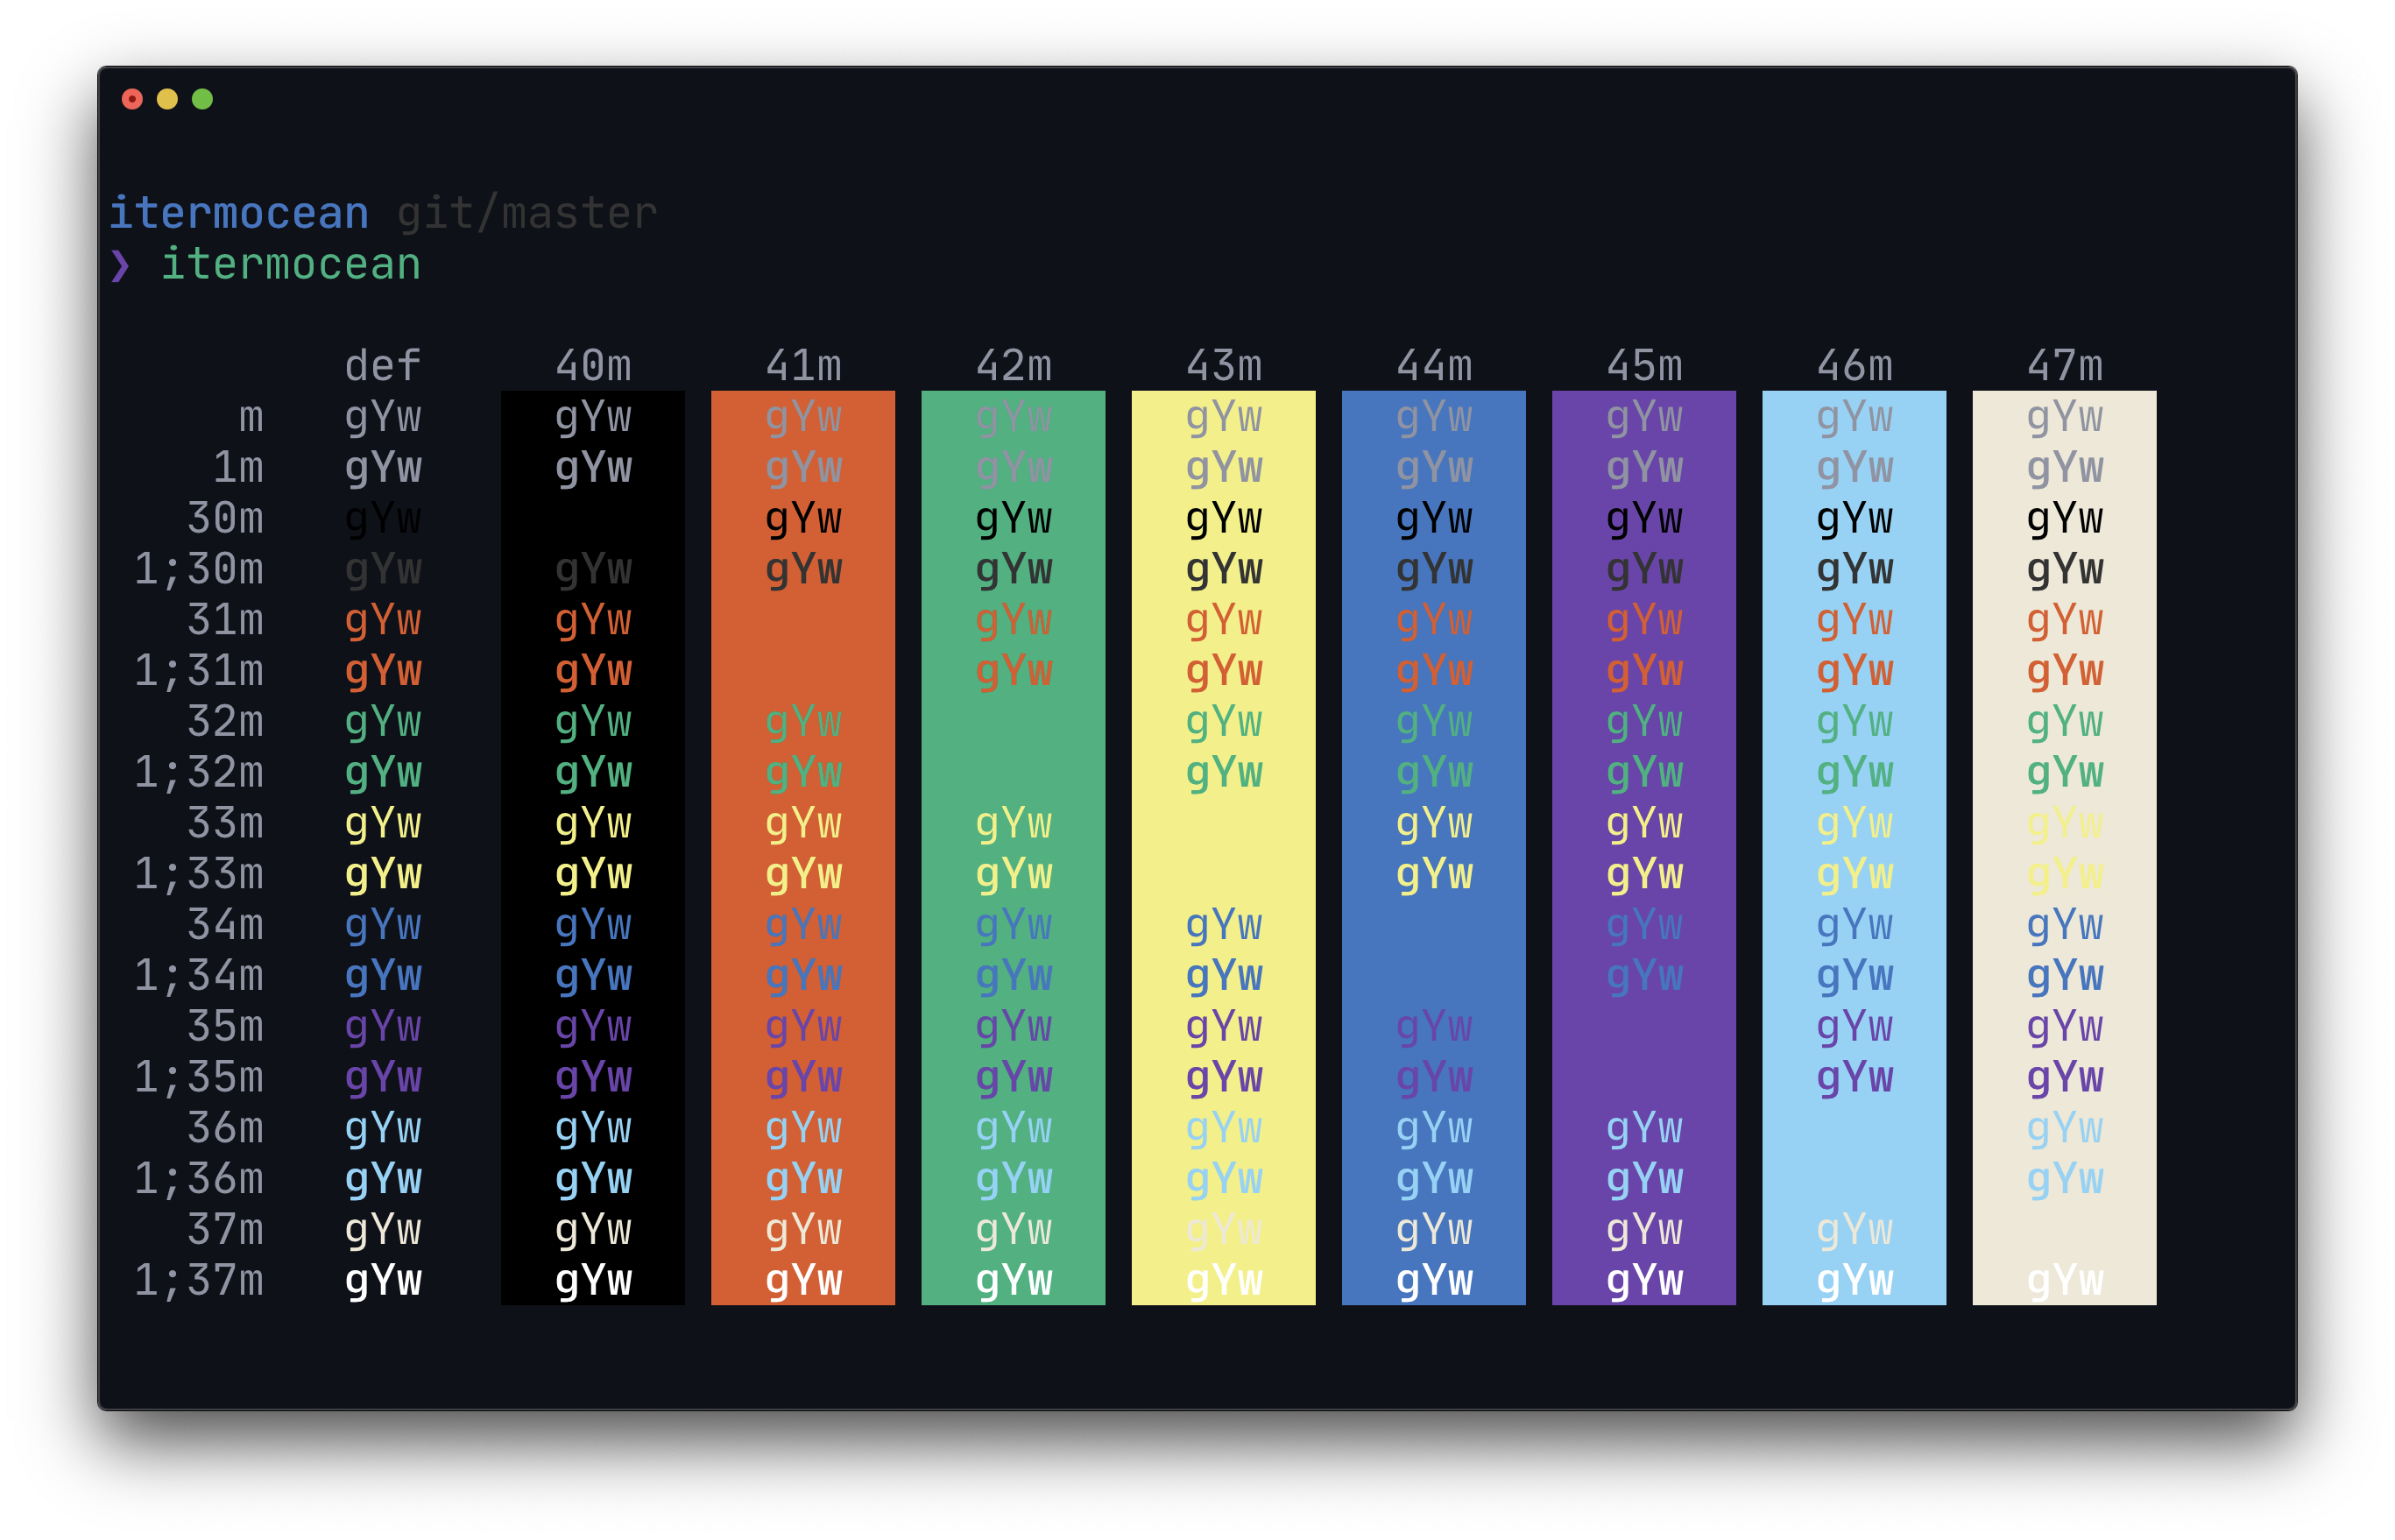 itermocean git/master
❯ itermocean
def 40m 41m 42m 43m 44m 45m 46m 47m
m gYw gYw gYw gYw gYw gYw gYw gYw gYw
1m gYw gYw gYw gYw gYw gYw gYw gYw gYw
30m gYw gYw gYw gYw gYw gYw gYw gYw
1;30m gYw gYw gYw gYw gYw gYw gYw gYw gYw
31m gYw gYw gYw gYw gYw gYw gYw gYw
1;31m gYw gYw gYw gYw gYw gYw gYw gYw
32m gYw gYw gYw gYw gYw gYw gYw gYw
1;32m gYw gYw gYw gYw gYw gYw gYw gYw
33m gYw gYw gYw gYw gYw gYw gYw gYw
1;33m gYw gYw gYw gYw gYw gYw gYw gYw
34m gYw gYw gYw gYw gYw gYw gYw gYw
1;34m gYw gYw gYw gYw gYw gYw gYw gYw
35m gYw gYw gYw gYw gYw gYw gYw gYw
1;35m gYw gYw gYw gYw gYw gYw gYw gYw
36m gYw gYw gYw gYw gYw gYw gYw gYw
1;36m gYw gYw gYw gYw gYw gYw gYw gYw
37m gYw gYw gYw gYw gYw gYw gYw gYw
1;37m gYw gYw gYw gYw gYw gYw gYw gYw gYw